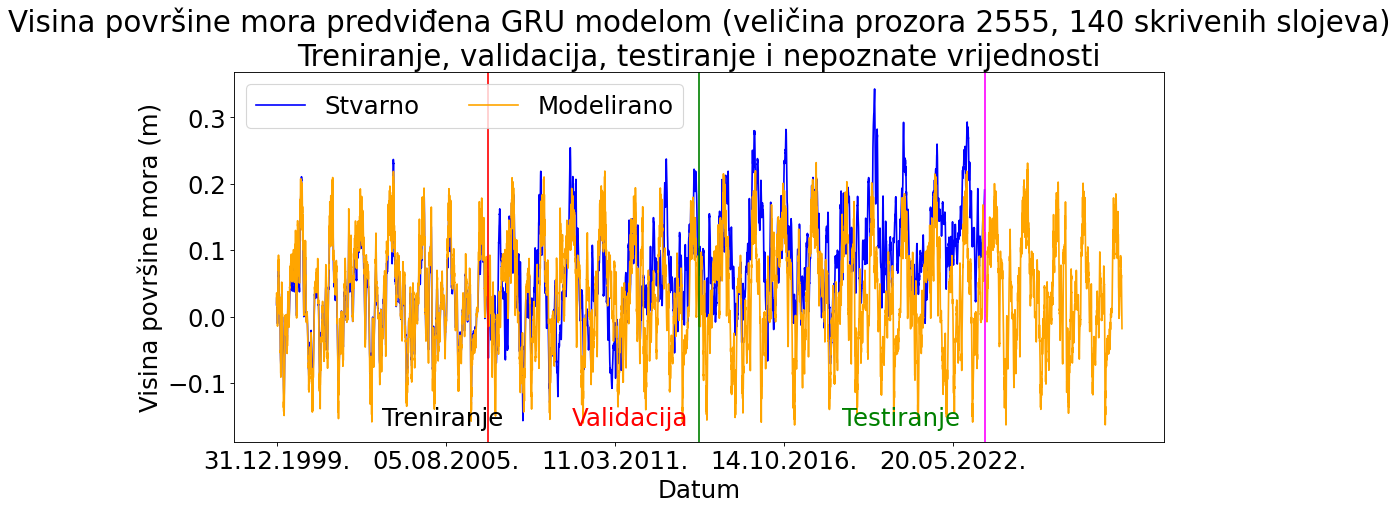 Visina površine mora predviđena GRU modelom (veličina prozora 2555, 140 skrivenih slojeva)
Treniranje, validacija, testiranje i nepoznate vrijednosti
Stvarno
Modelirano
Visina površine mora (m)
0.3
0.2
0.1
0.0
−0.1
Treniranje
Validacija
Testiranje
31.12.1999.
05.08.2005.
11.03.2011.
14.10.2016.
20.05.2022.
Datum